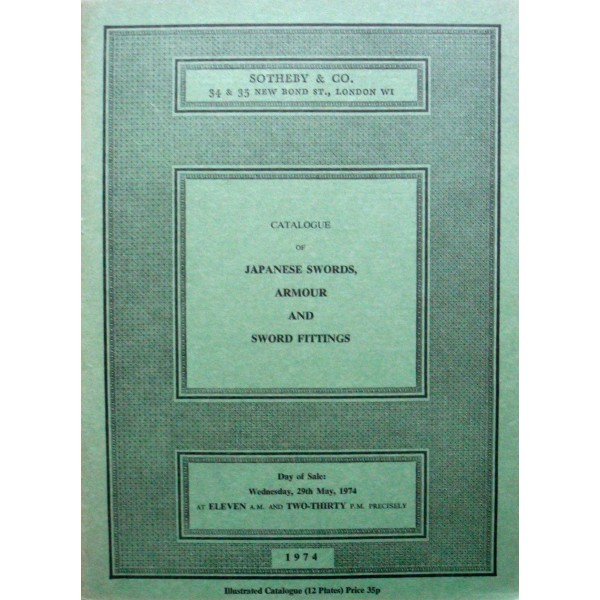 SOTHEBY & CO.
34 & 35 NEW BOND ST., LONDON W1
CATALOGUE
OF
JAPANESE SWORDS,
ARMOUR
AND
SWORD FITTINGS
Day of Sale:
Wednesday, 29th May, 1974
AT ELEVEN A.M. AND TWO-THIRTY P.M. PRECISELY
1974
Illustrated Catalogue (12 Plates) Price 35p